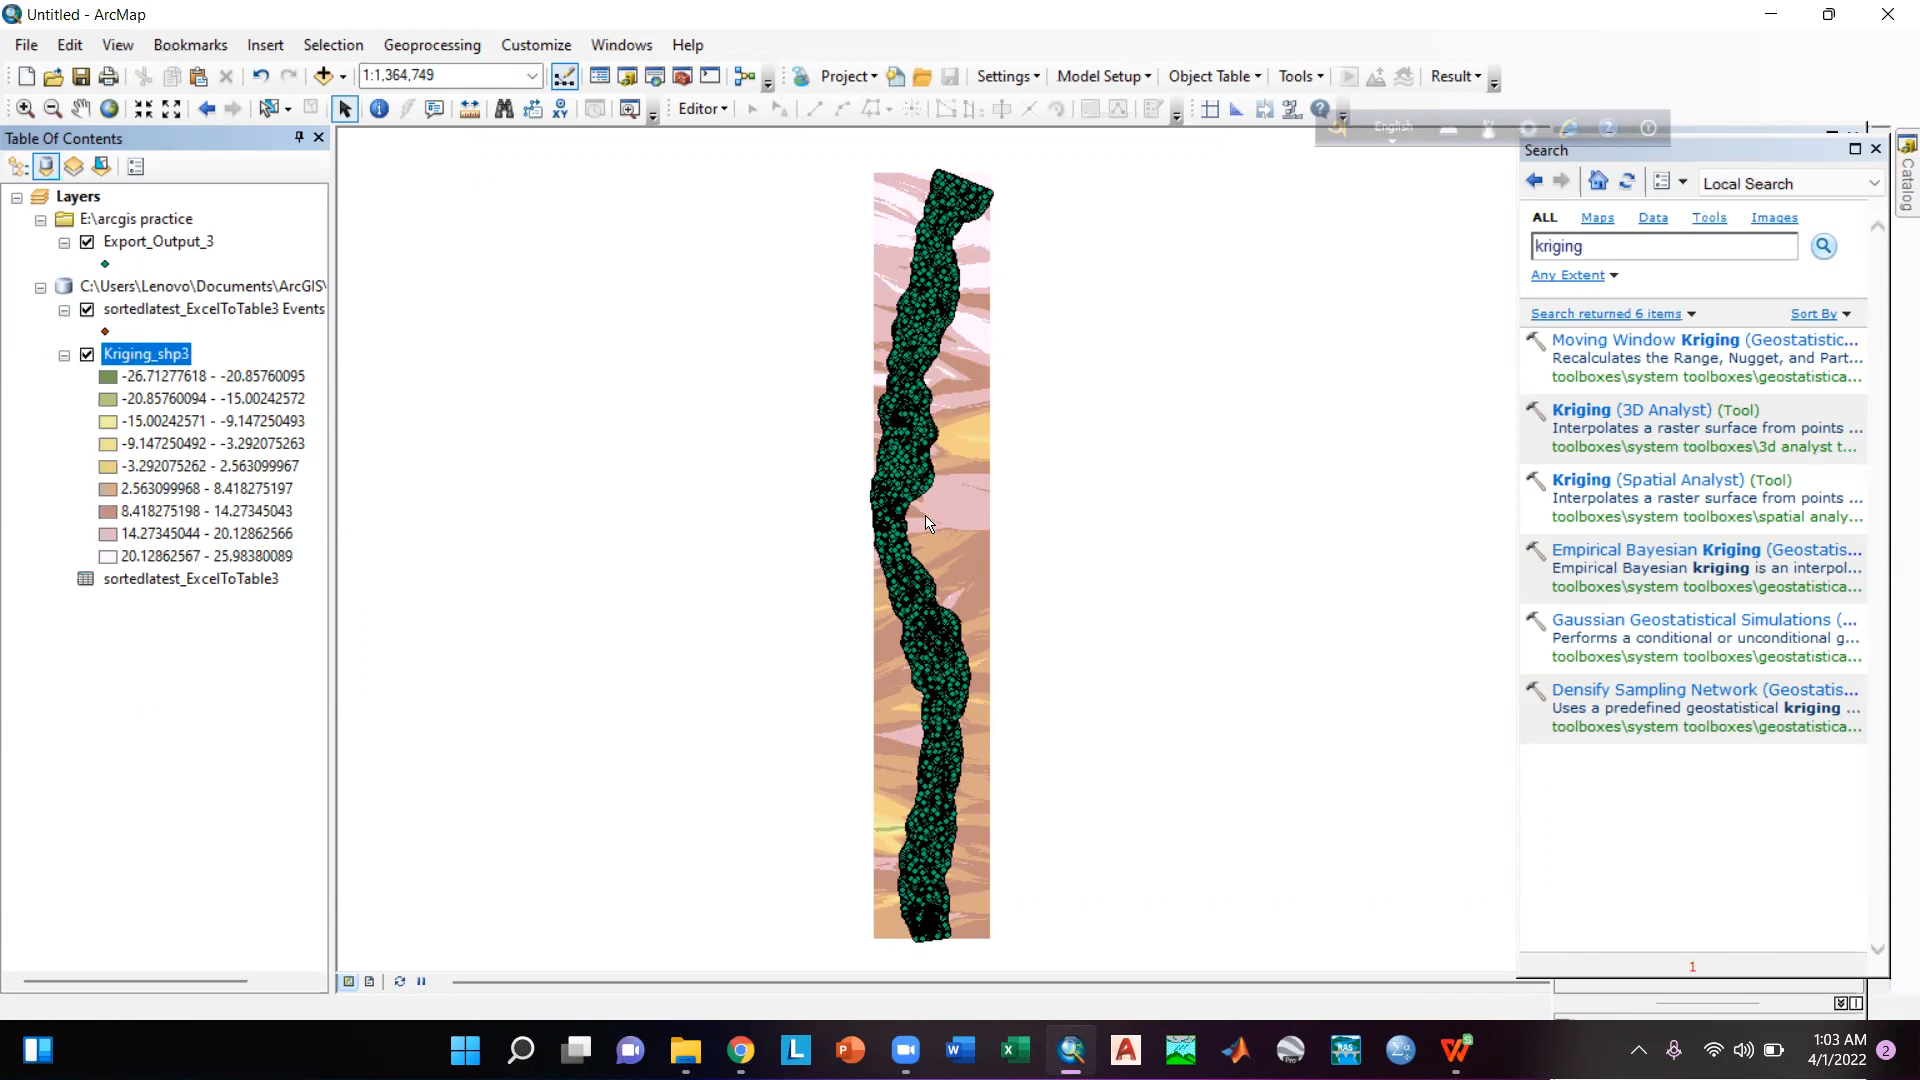 Untitled - ArcMap
File Edit View Bookmarks Insert Selection Geoprocessing Customize Windows Help
1:1,364,749
Project Settings Model Setup Object Table Tools Result
Editor
English
Table Of Contents
Layers
E:\arcgis practice
Export_Output_3
C:\Users\Lenovo\Documents\ArcGIS\
sortedlatest_ExcelToTable3 Events
Kriging_shp3
-26.71277618 - -20.85760095
-20.85760094 - -15.00242572
-15.00242571 - -9.147250493
-9.147250492 - -3.292075263
-3.292075262 - 2.563099967
2.563099968 - 8.418275197
8.418275198 - 14.27345043
14.27345044 - 20.12862566
20.12862567 - 25.98380089
sortedlatest_ExcelToTable3
Search
Local Search
ALL Maps Data Tools Images
kriging
Any Extent
Search returned 6 items Sort By
Moving Window Kriging (Geostatistic...
Recalculates the Range, Nugget, and Part...
toolboxes\system toolboxes\geostatistica...
Kriging (3D Analyst) (Tool)
Interpolates a raster surface from points ...
toolboxes\system toolboxes\3d analyst t...
Kriging (Spatial Analyst) (Tool)
Interpolates a raster surface from points ...
toolboxes\system toolboxes\spatial analy...
Empirical Bayesian Kriging (Geostatis...
Empirical Bayesian kriging is an interpol...
toolboxes\system toolboxes\geostatistica...
Gaussian Geostatistical Simulations (...
Performs a conditional or unconditional g...
toolboxes\system toolboxes\geostatistica...
Densify Sampling Network (Geostatis...
Uses a predefined geostatistical kriging ...
toolboxes\system toolboxes\geostatistica...
1
Catalog
1:03 AM
4/1/2022
2